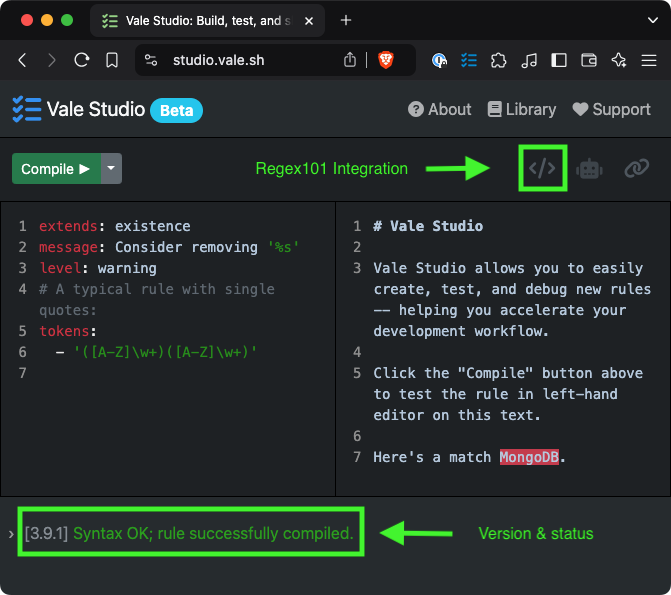 Vale Studio: Build, test, and s
studio.vale.sh
Vale Studio Beta
About Library Support
Compile
Regex101 Integration
1 extends: existence
2 message: Consider removing '%s'
3 level: warning
4 # A typical rule with single
quotes:
5 tokens:
6 - '([A-Z]\w+)([A-Z]\w+)'
7
1 # Vale Studio
2
3 Vale Studio allows you to easily
create, test, and debug new rules
-- helping you accelerate your
development workflow.
4
5 Click the "Compile" button above
to test the rule in left-hand
editor on this text.
6
7 Here's a match MongoDB.
[3.9.1] Syntax OK; rule successfully compiled.
Version & status